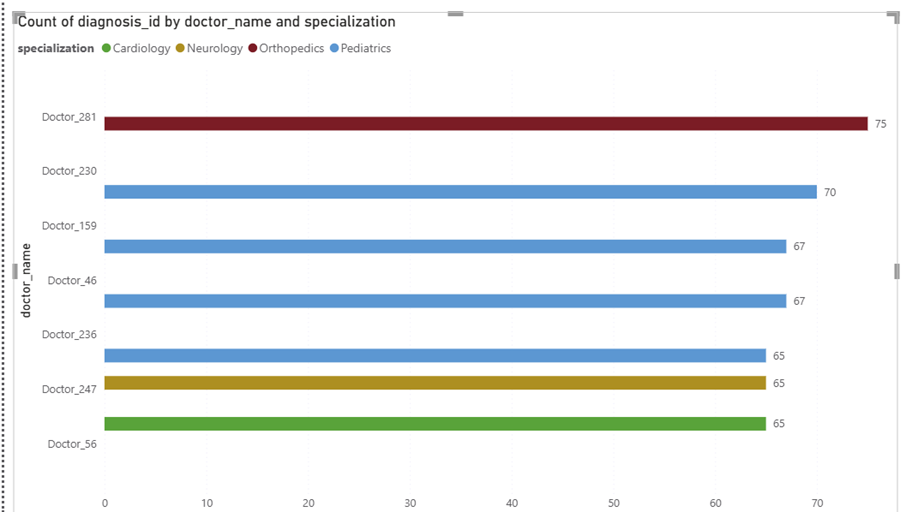 Count of diagnosis_id by doctor_name and specialization
specialization Cardiology Neurology Orthopedics Pediatrics
doctor_name
Doctor_281 75
Doctor_230 70
Doctor_159 67
Doctor_46 67
Doctor_236 65
Doctor_247 65
Doctor_56 65
0 10 20 30 40 50 60 70